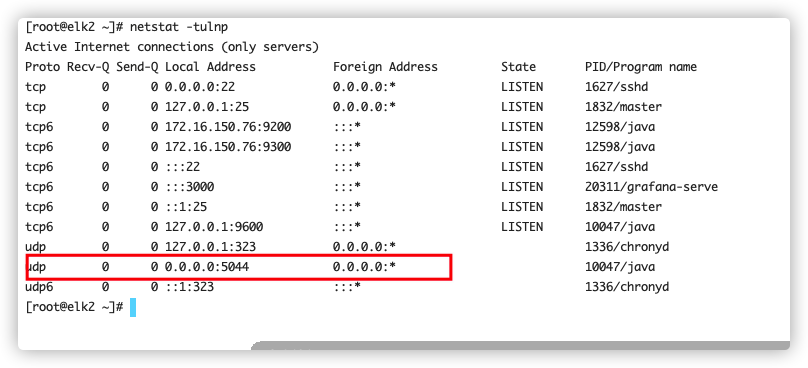 [root@elk2 ~]# netstat -tulnp
Active Internet connections (only servers)
Proto Recv-Q Send-Q Local Address Foreign Address State PID/Program name
tcp 0 0 0.0.0.0:22 0.0.0.0:* LISTEN 1627/sshd
tcp 0 0 127.0.0.1:25 0.0.0.0:* LISTEN 1832/master
tcp6 0 0 172.16.150.76:9200 :::* LISTEN 12598/java
tcp6 0 0 172.16.150.76:9300 :::* LISTEN 12598/java
tcp6 0 0 :::22 :::* LISTEN 1627/sshd
tcp6 0 0 :::3000 :::* LISTEN 20311/grafana-serve
tcp6 0 0 ::1:25 :::* LISTEN 1832/master
tcp6 0 0 127.0.0.1:9600 :::* LISTEN 10047/java
udp 0 0 127.0.0.1:323 0.0.0.0:* 1336/chronyd
udp 0 0 0.0.0.0:5044 0.0.0.0:* 10047/java
udp6 0 0 ::1:323 :::* 1336/chronyd
[root@elk2 ~]#